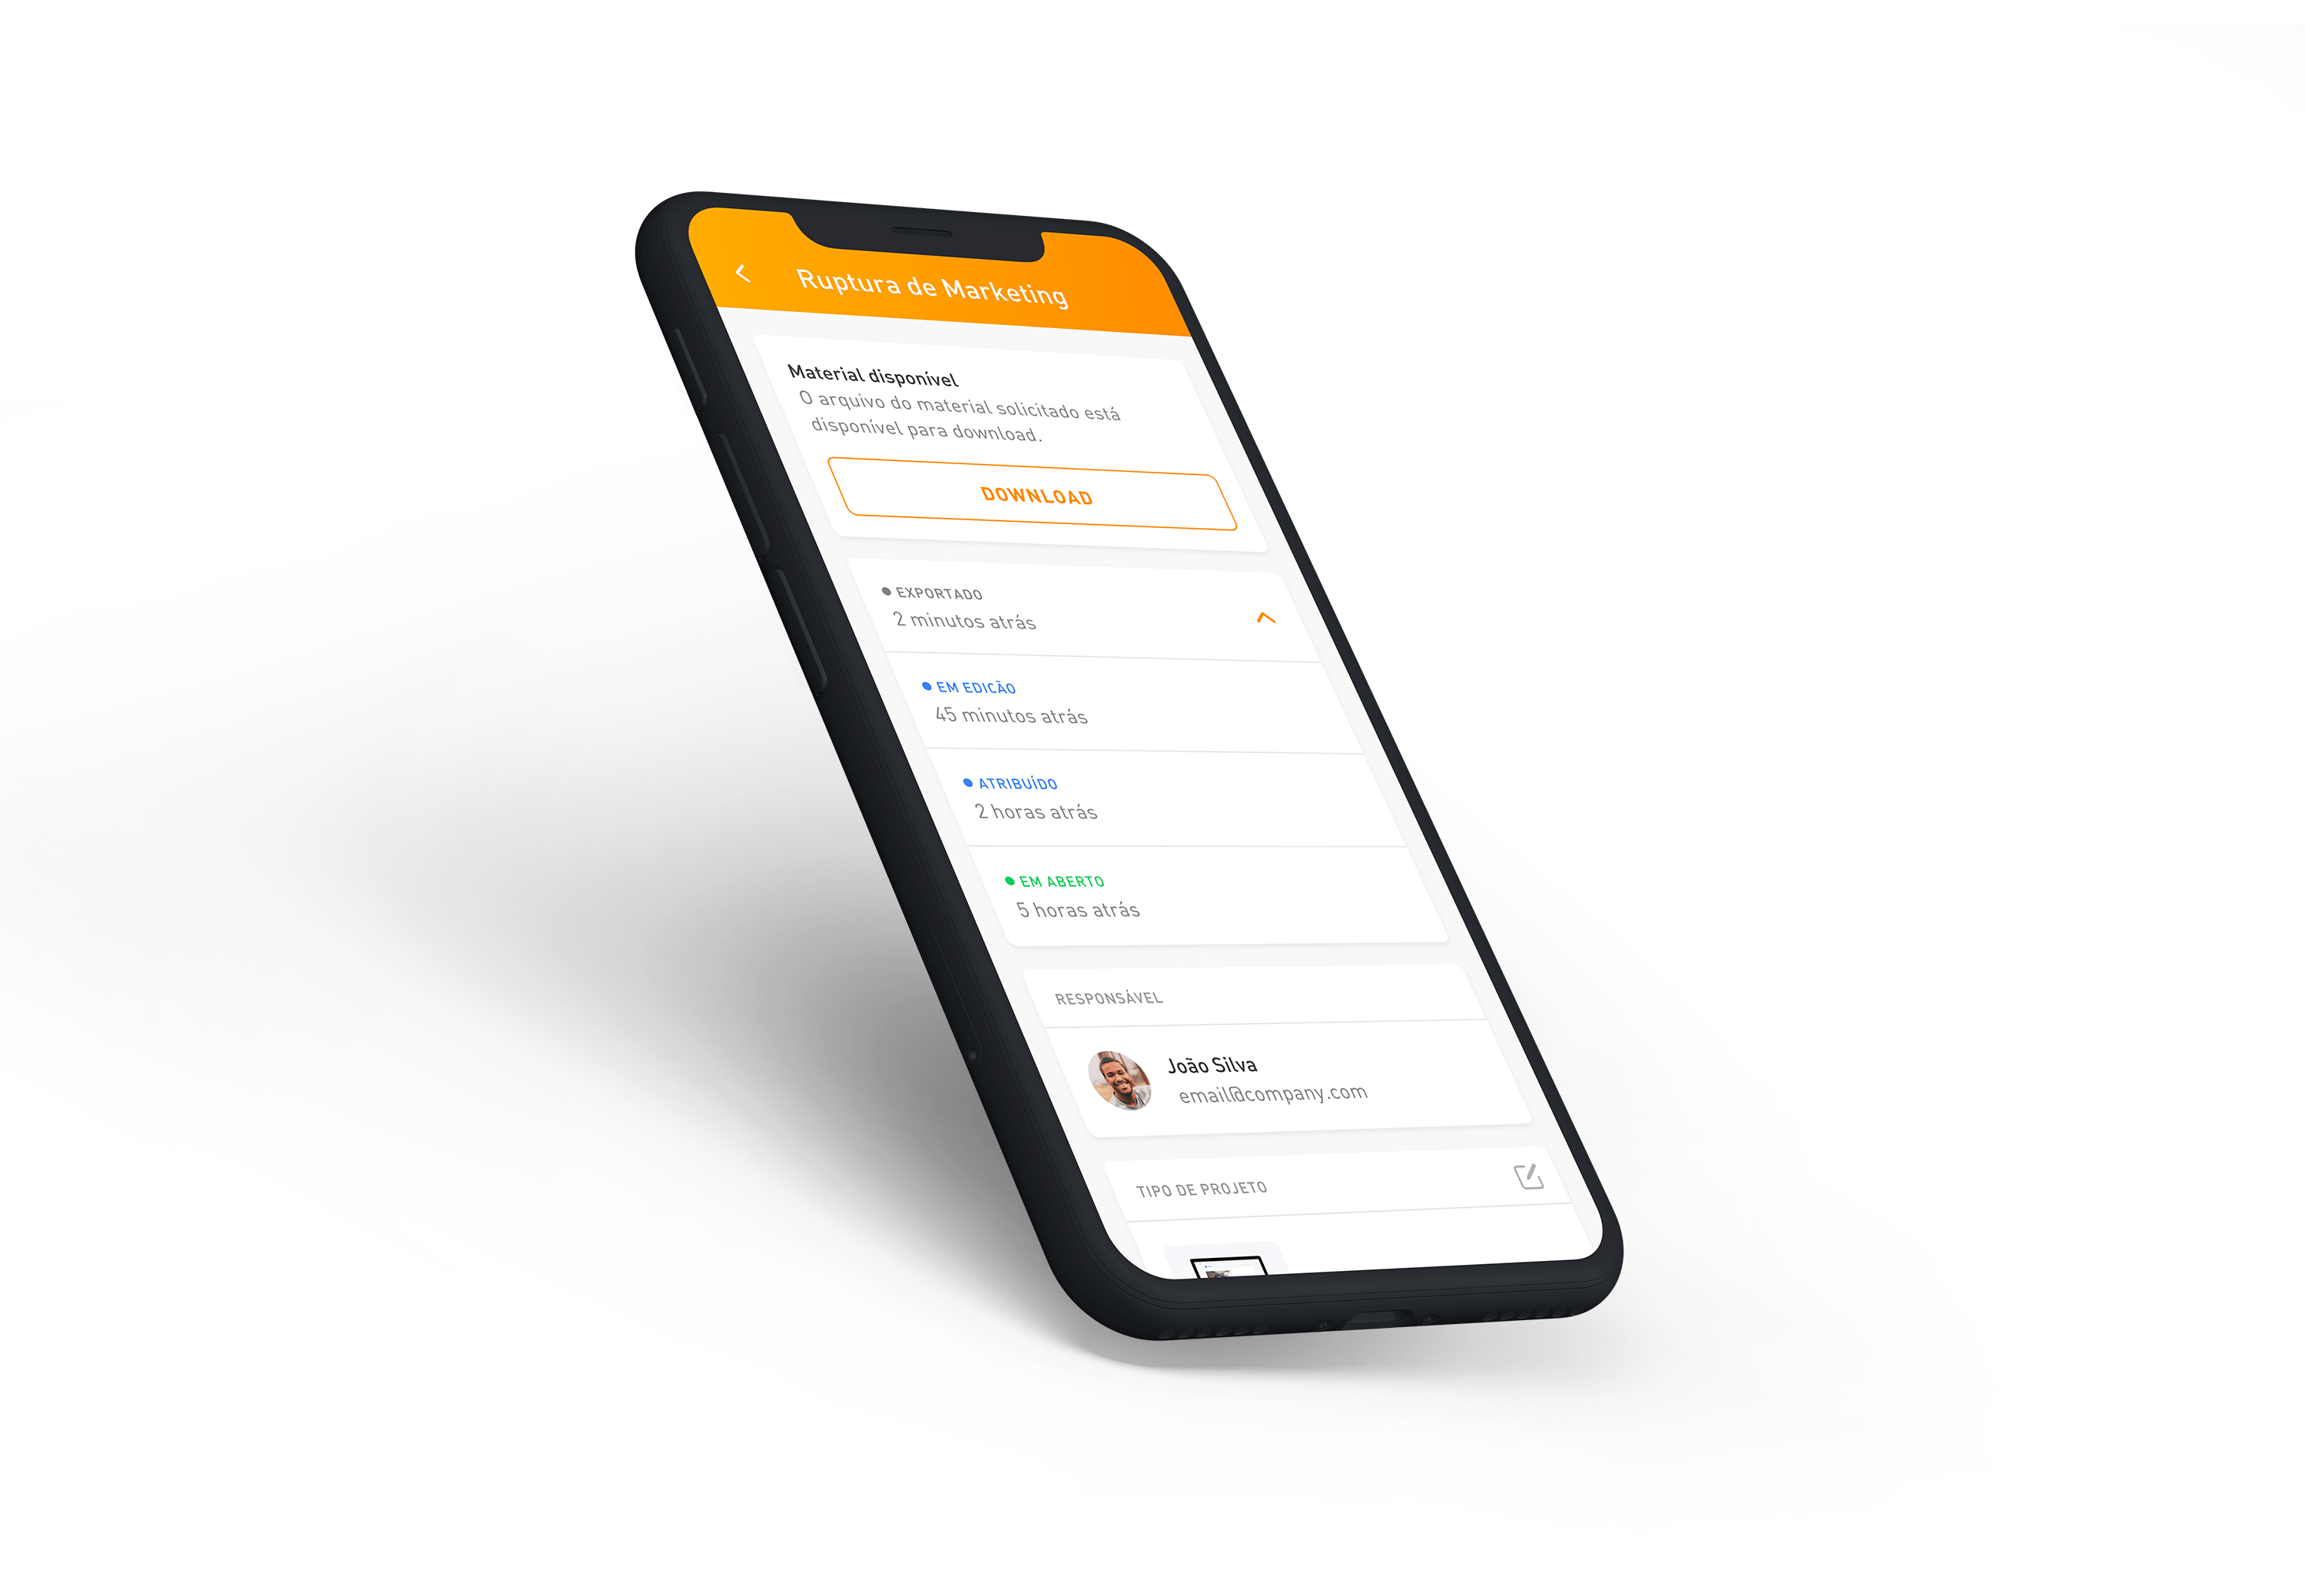 Ruptura de Marketing
Material disponível
O arquivo do material solicitado está
disponível para download.
DOWNLOAD
EXPORTADO
2 minutos atrás
EM EDICÃO
45 minutos atrás
ATRIBUÍDO
2 horas atrás
EM ABERTO
5 horas atrás
RESPONSÁVEL
João Silva
email@company.com
TIPO DE PROJETO